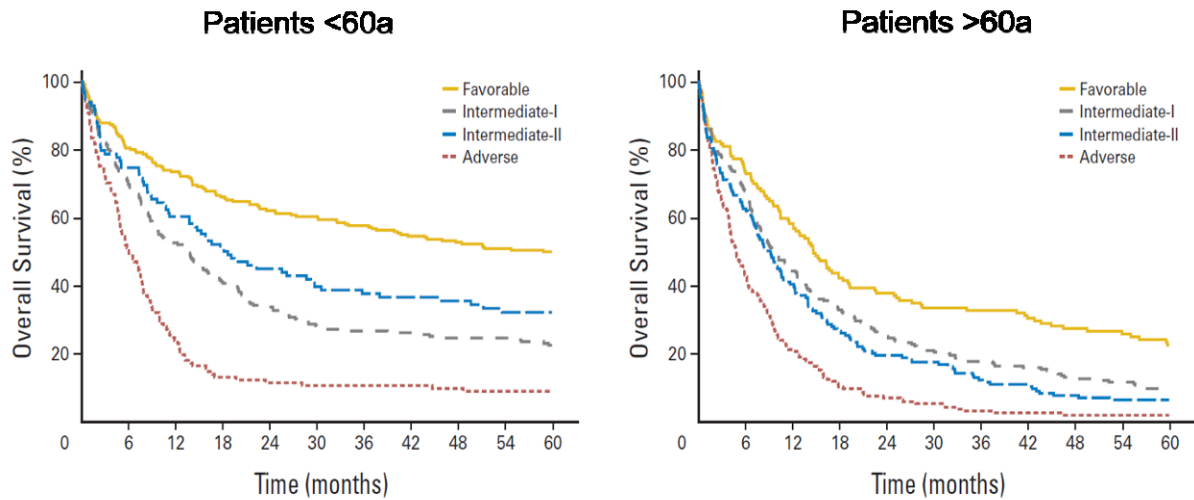 Patients <60a
100
80
60
40
20
0
6 12 18 24 30 36 42 48 54 60
Overall Survival (%)
Time (months)
Favorable
Intermediate-I
Intermediate-II
Adverse
Patients >60a
100
80
60
40
20
0
6 12 18 24 30 36 42 48 54 60
Overall Survival (%)
Time (months)
Favorable
Intermediate-I
Intermediate-II
Adverse